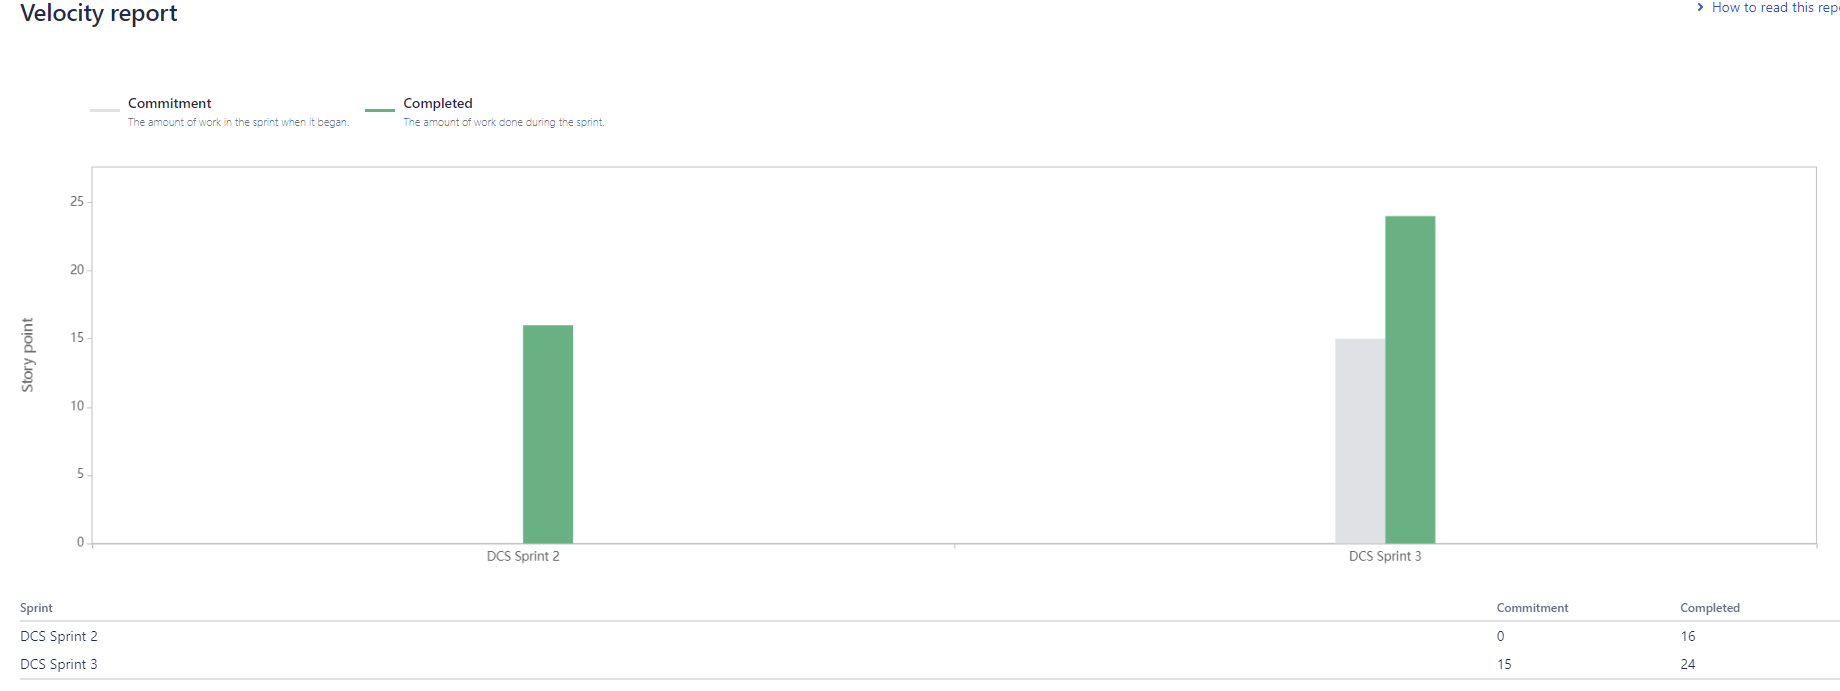 Velocity report
How to read this rep
Commitment
The amount of work in the sprint when it began.
Completed
The amount of work done during the sprint.
Story point
25
20
15
10
5
0
DCS Sprint 2 DCS Sprint 3
Sprint Commitment Completed
DCS Sprint 2 0 16
DCS Sprint 3 15 24